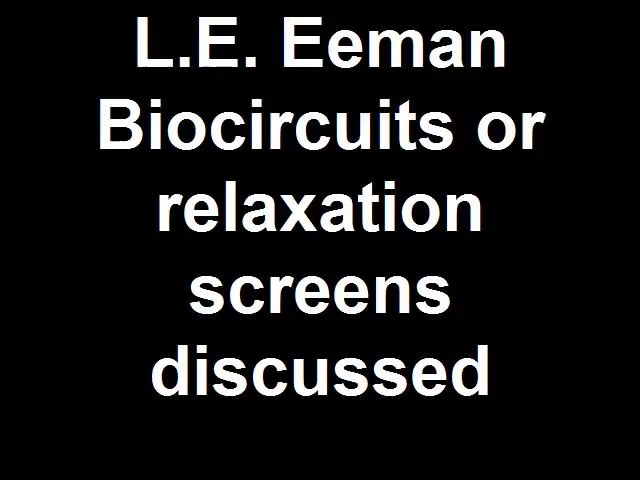 L.E. Eeman
Biocircuits or
relaxation
screens
discussed